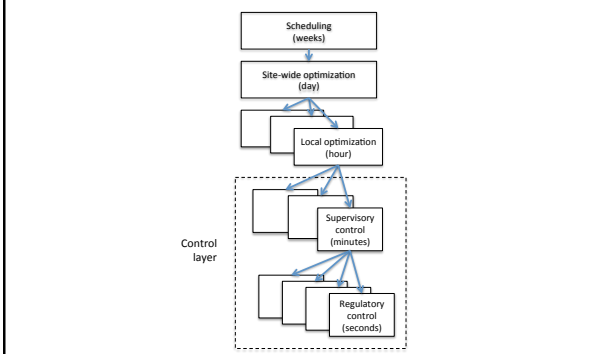 Scheduling
(weeks)
Site-wide optimization
(day)
Local optimization
(hour)
Supervisory
control
(minutes)
Control
layer
Regulatory
control
(seconds)